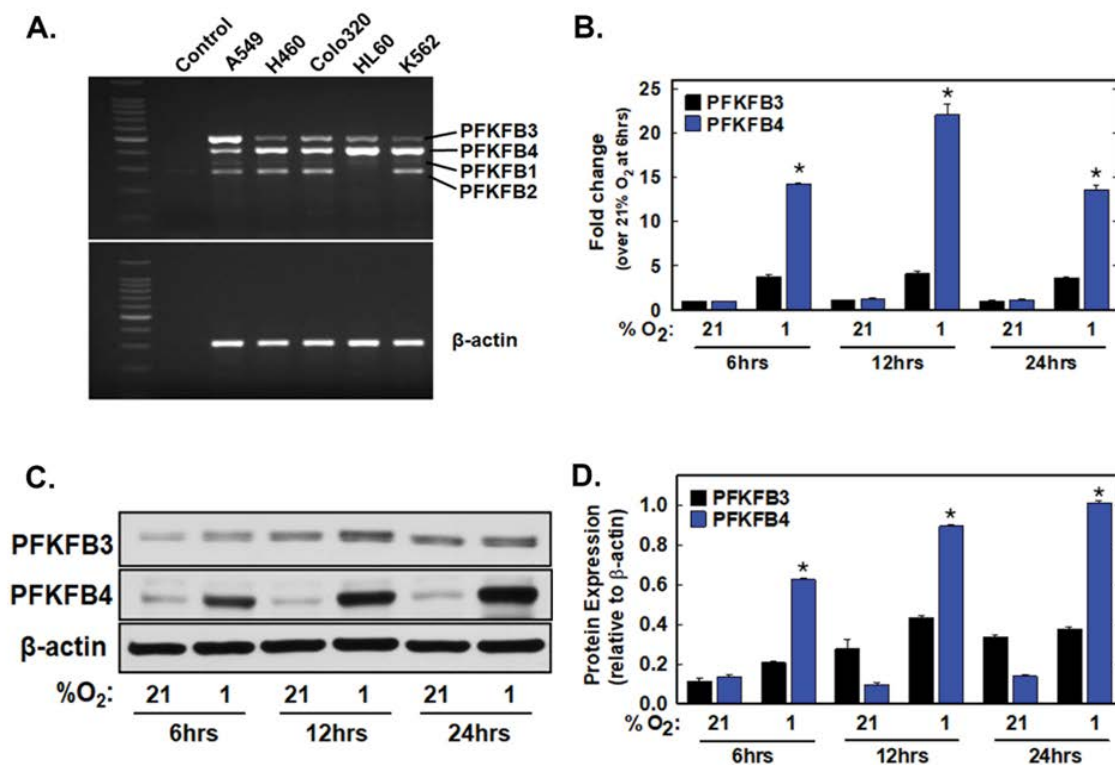 A.
Control A549 H460 Colo320 HL60 K562
PFKFB3
PFKFB4
PFKFB1
PFKFB2
β-actin
B.
PFKFB3
PFKFB4
Fold change
(over 21% O₂ at 6hrs)
25
20
15
10
5
0
* * *
% O₂: 21 1 21 1 21 1
6hrs 12hrs 24hrs
C.
PFKFB3
PFKFB4
β-actin
%O₂: 21 1 21 1 21 1
6hrs 12hrs 24hrs
D.
PFKFB3
PFKFB4
Protein Expression
(relative to β-actin)
1.0
0.8
0.6
0.4
0.2
0.0
* * *
% O₂: 21 1 21 1 21 1
6hrs 12hrs 24hrs